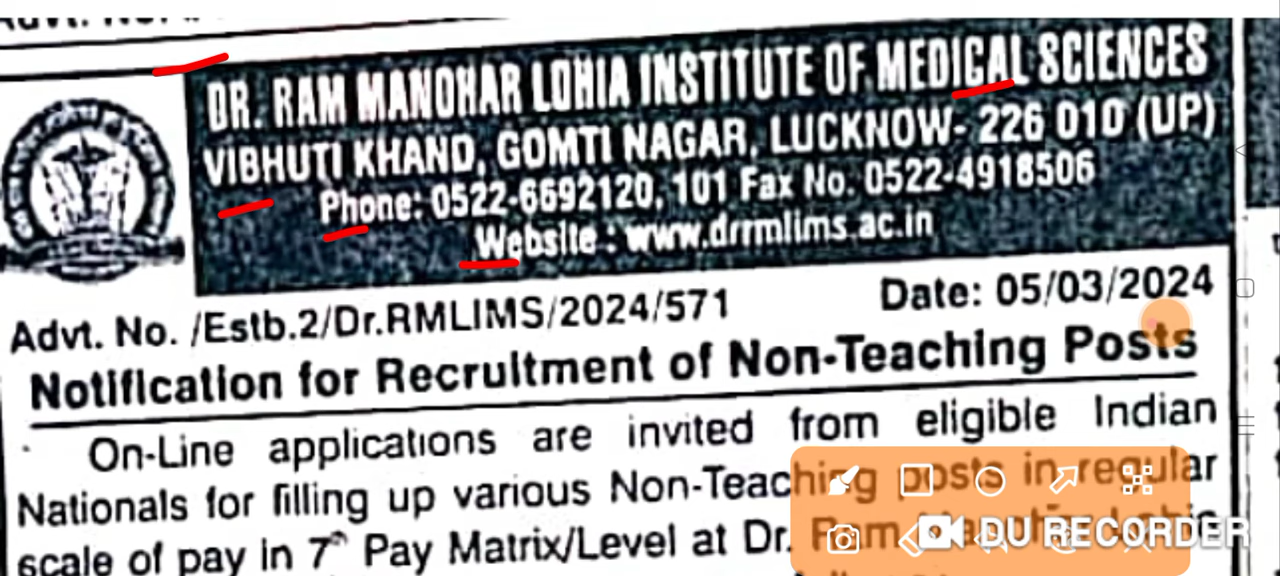 DR. RAM MANOHAR LOHIA INSTITUTE OF MEDICAL SCIENCES
VIBHUTI KHAND, GOMTI NAGAR, LUCKNOW- 226 010 (UP)
Phone: 0522-6692120, 101 Fax No. 0522-4918506
Website : www.drrmlims.ac.in
Advt. No. /Estb.2/Dr.RMLIMS/2024/571 Date: 05/03/2024
Notification for Recruitment of Non-Teaching Posts
On-Line applications are invited from eligible Indian
Nationals for filling up various Non-Teaching posts in regular
scale of pay in 7th Pay Matrix/Level at Dr. Ram
DU RECORDER